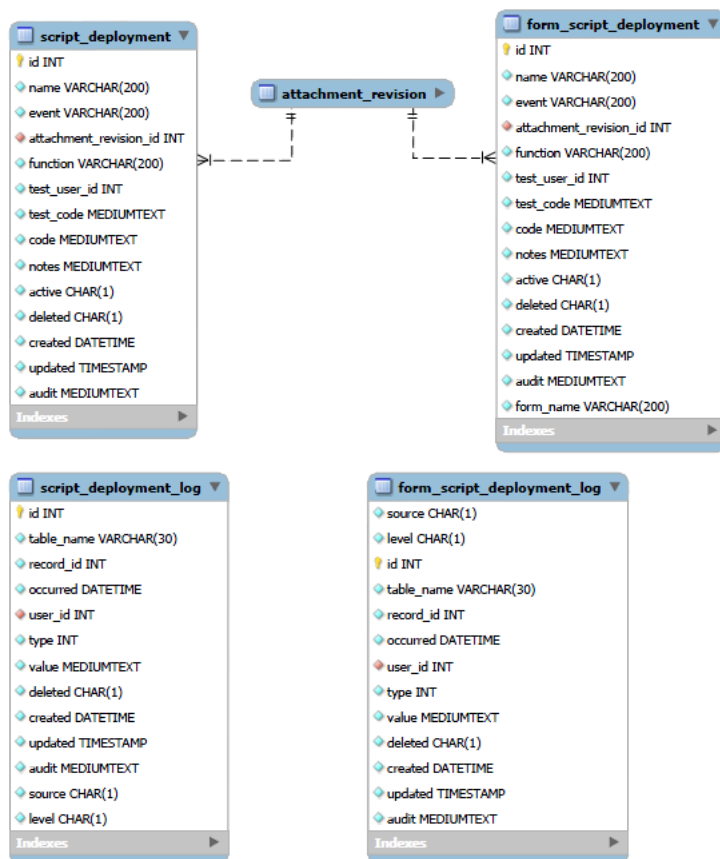 script_deployment
id INT
name VARCHAR(200)
event VARCHAR(200)
attachment_revision_id INT
function VARCHAR(200)
test_user_id INT
test_code MEDIUMTEXT
code MEDIUMTEXT
notes MEDIUMTEXT
active CHAR(1)
deleted CHAR(1)
created DATETIME
updated TIMESTAMP
audit MEDIUMTEXT
Indexes
attachment_revision
form_script_deployment
id INT
name VARCHAR(200)
event VARCHAR(200)
attachment_revision_id INT
function VARCHAR(200)
test_user_id INT
test_code MEDIUMTEXT
code MEDIUMTEXT
notes MEDIUMTEXT
active CHAR(1)
deleted CHAR(1)
created DATETIME
updated TIMESTAMP
audit MEDIUMTEXT
form_name VARCHAR(200)
Indexes
script_deployment_log
id INT
table_name VARCHAR(30)
record_id INT
occurred DATETIME
user_id INT
type INT
value MEDIUMTEXT
deleted CHAR(1)
created DATETIME
updated TIMESTAMP
audit MEDIUMTEXT
source CHAR(1)
level CHAR(1)
Indexes
form_script_deployment_log
source CHAR(1)
level CHAR(1)
id INT
table_name VARCHAR(30)
record_id INT
occurred DATETIME
user_id INT
type INT
value MEDIUMTEXT
deleted CHAR(1)
created DATETIME
updated TIMESTAMP
audit MEDIUMTEXT
Indexes